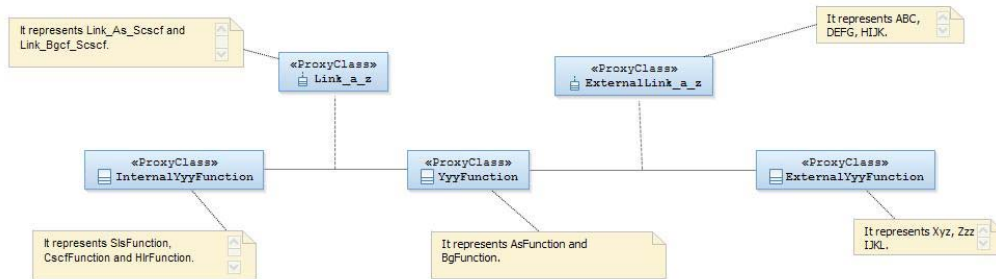 It represents Link_As_Scscf and
Link_Bgcf_Scscf.
It represents ABC,
DEFG, HIJK.
«ProxyClass»
Link_a_z
«ProxyClass»
ExternalLink_a_z
«ProxyClass»
InternalYyyFunction
«ProxyClass»
YyyFunction
«ProxyClass»
ExternalYyyFunction
It represents SlsFunction,
CscfFunction and HlrFunction.
It represents AsFunction and
BgFunction.
It represents Xyz, Zzz
IJKL.